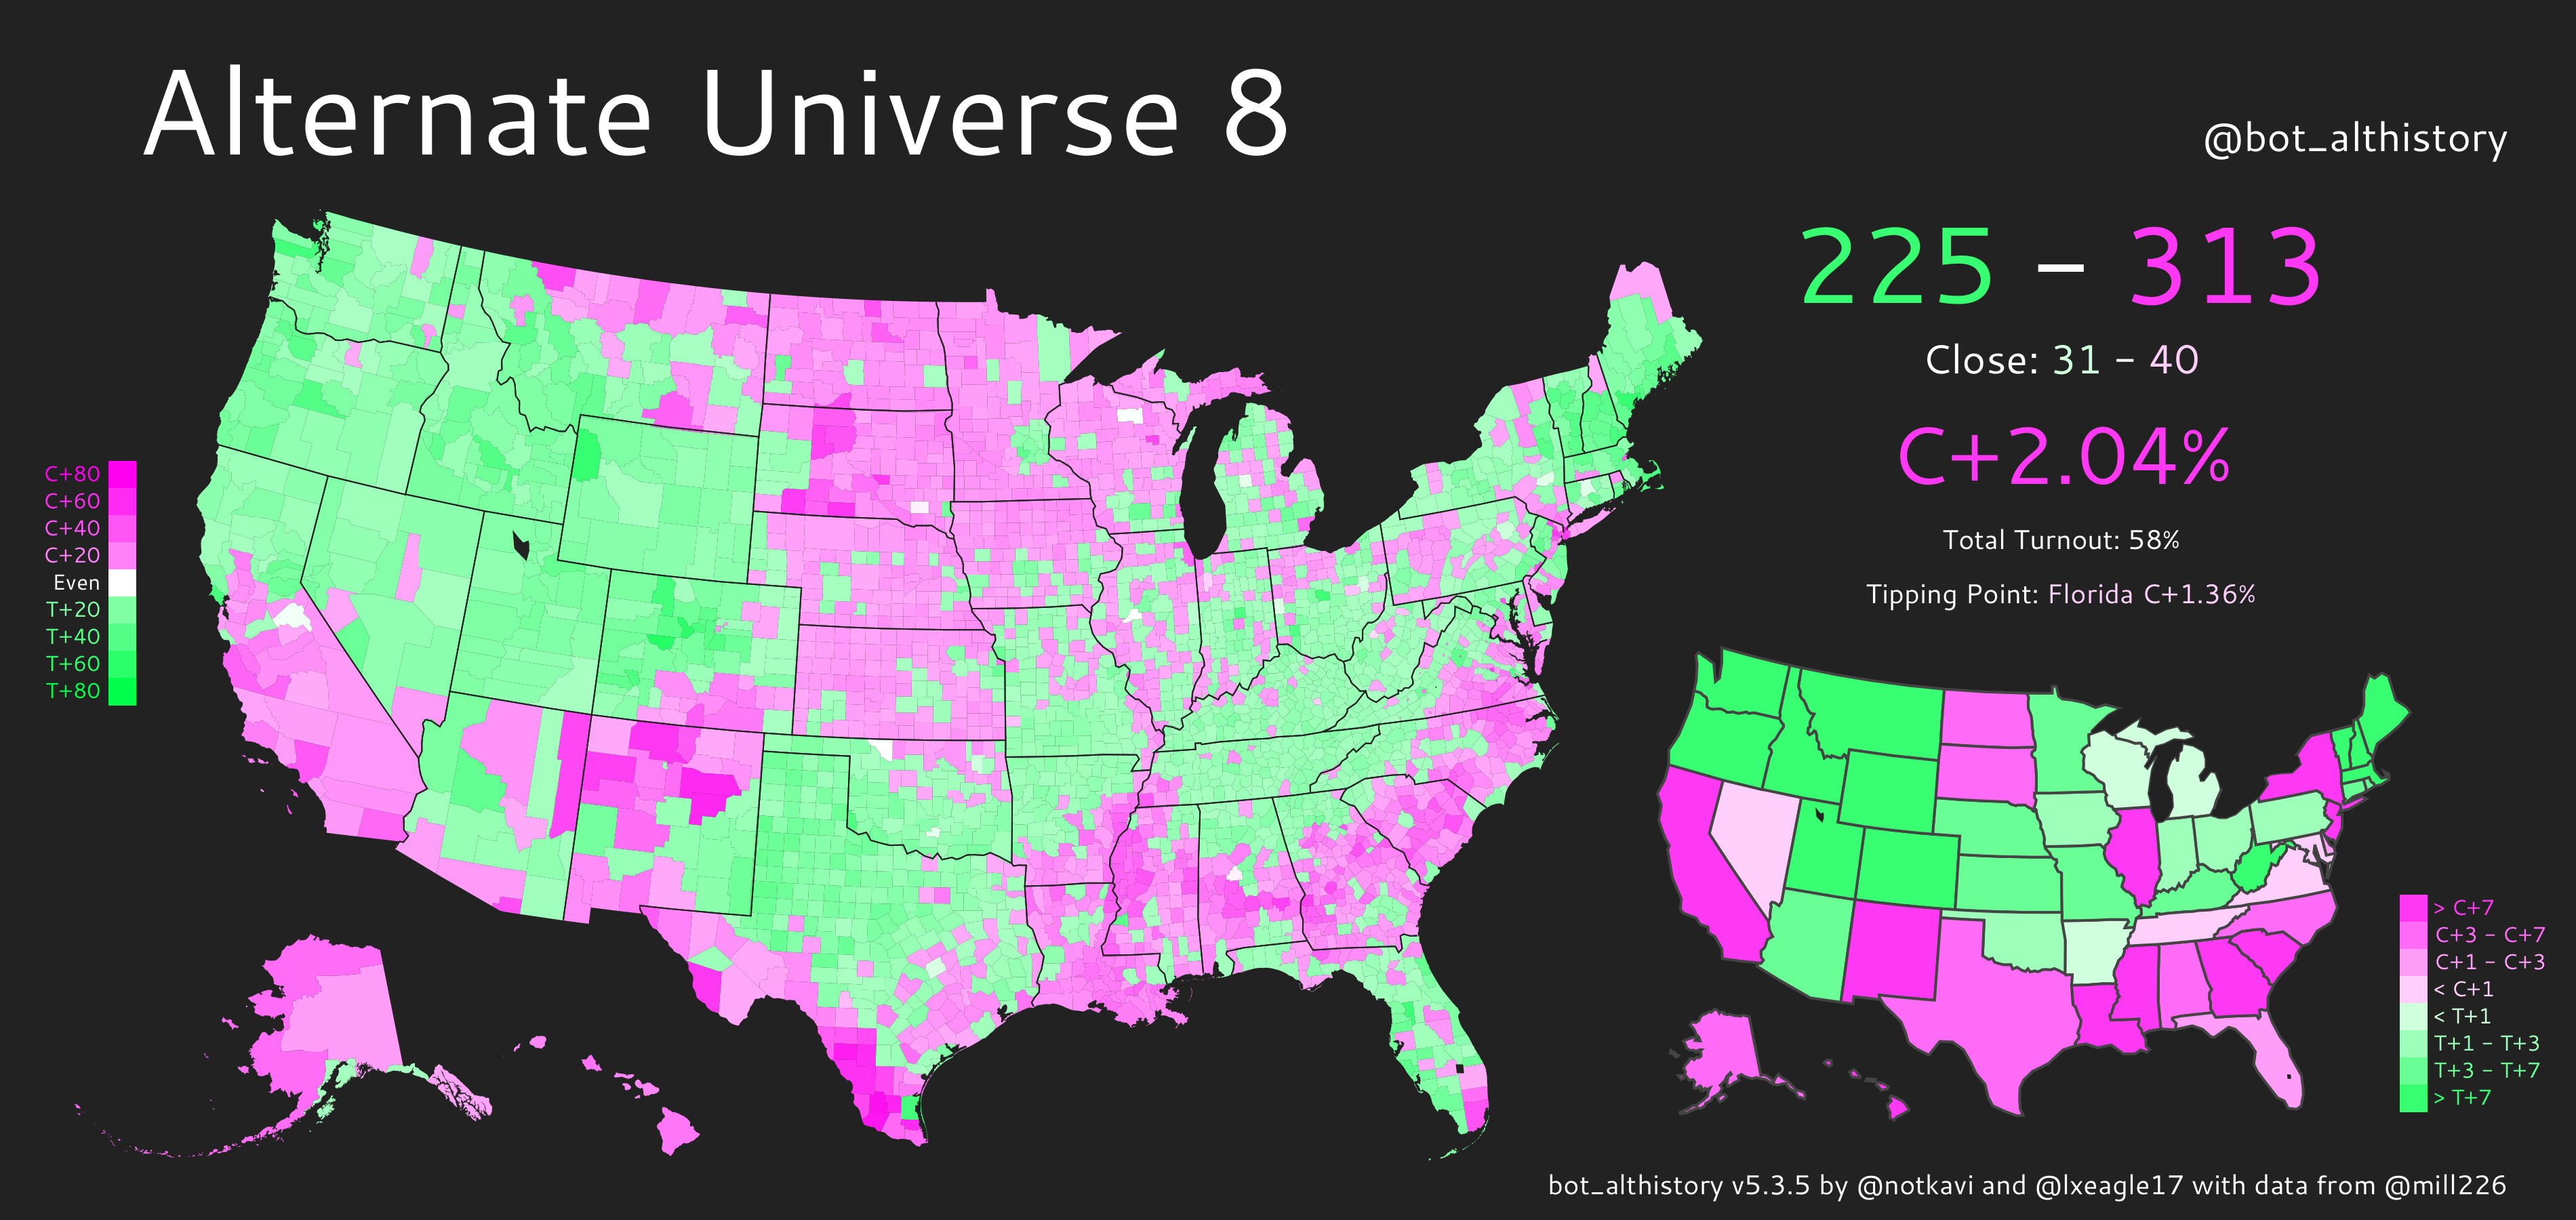 Alternate Universe 8
@bot_althistory
225 – 313
Close: 31 – 40
C+2.04%
Total Turnout: 58%
Tipping Point: Florida C+1.36%
C+80
C+60
C+40
C+20
Even
T+20
T+40
T+60
T+80
> C+7
C+3 – C+7
C+1 – C+3
< C+1
< T+1
T+1 – T+3
T+3 – T+7
> T+7
bot_althistory v5.3.5 by @notkavi and @lxeagle17 with data from @mill226